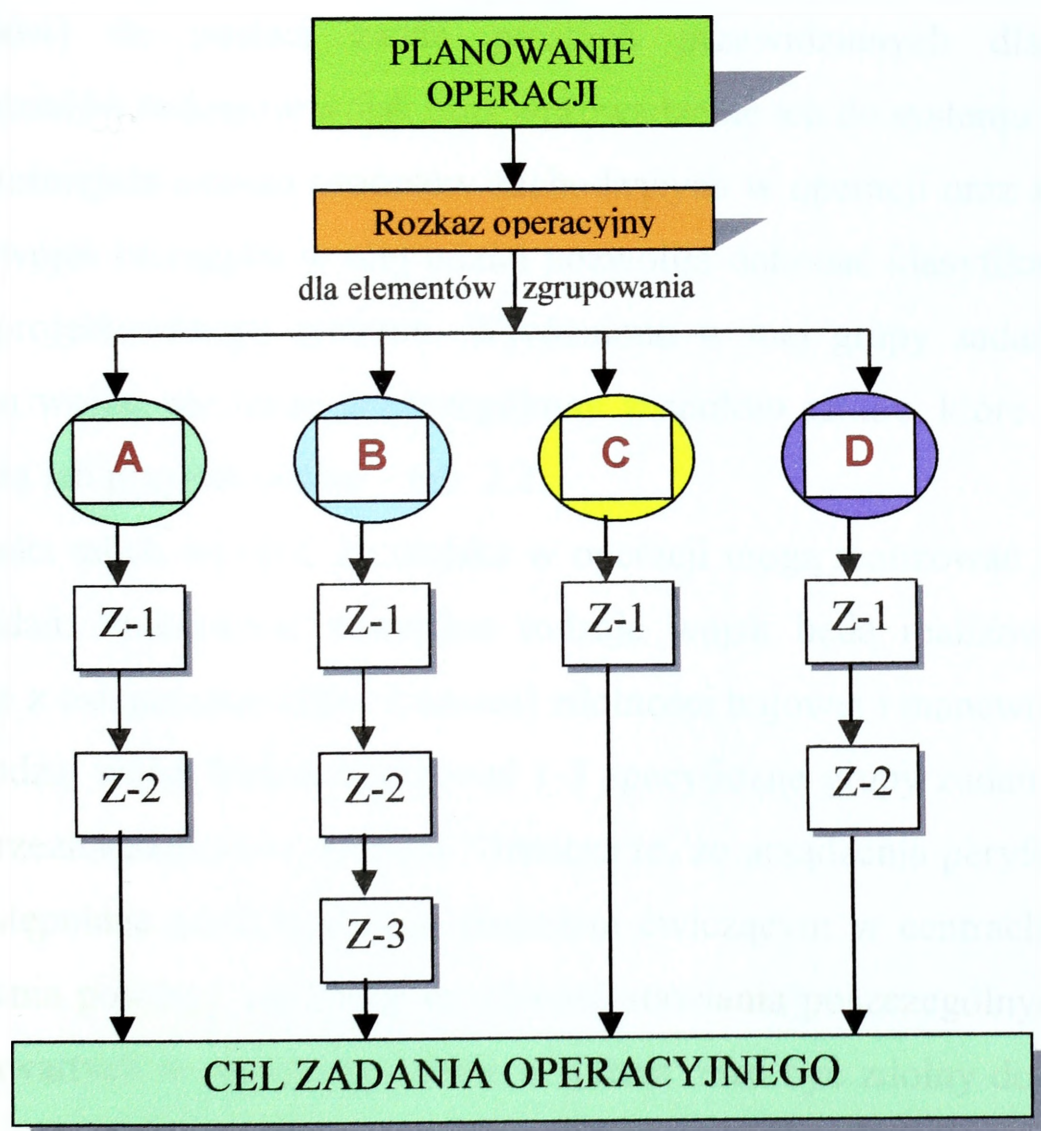 PLANOWANIE
OPERACJI
Rozkaz operacyjny
dla elementów zgrupowania
A B C D
Z-1 Z-1 Z-1 Z-1
Z-2 Z-2 Z-2
Z-3
CEL ZADANIA OPERACYJNEGO